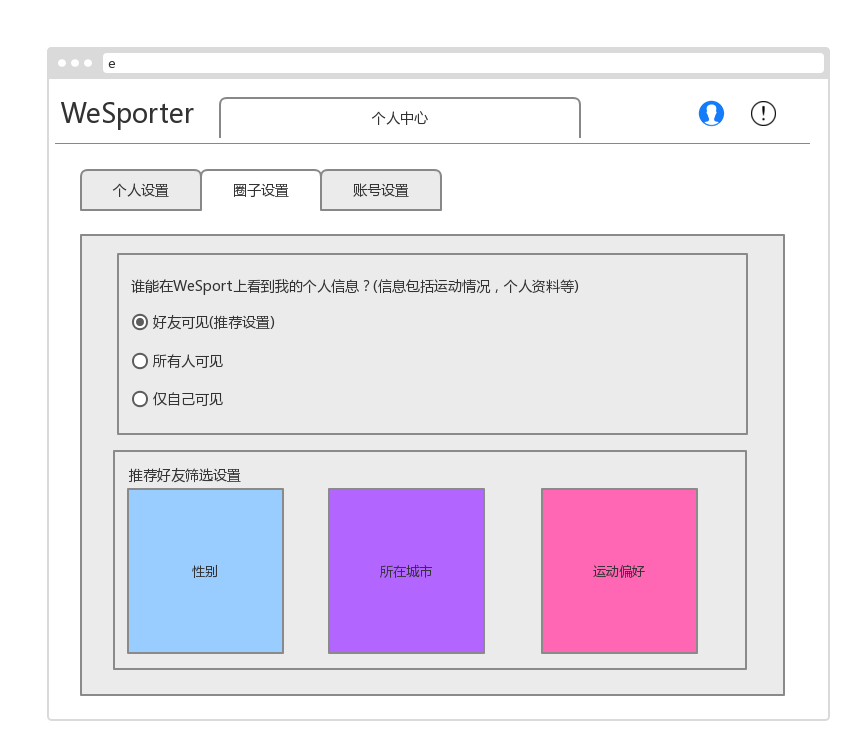 e
WeSporter
个人中心
个人设置
圈子设置
账号设置
谁能在WeSport上看到我的个人信息？(信息包括运动情况，个人资料等)
好友可见(推荐设置)
所有人可见
仅自己可见
推荐好友筛选设置
性别
所在城市
运动偏好